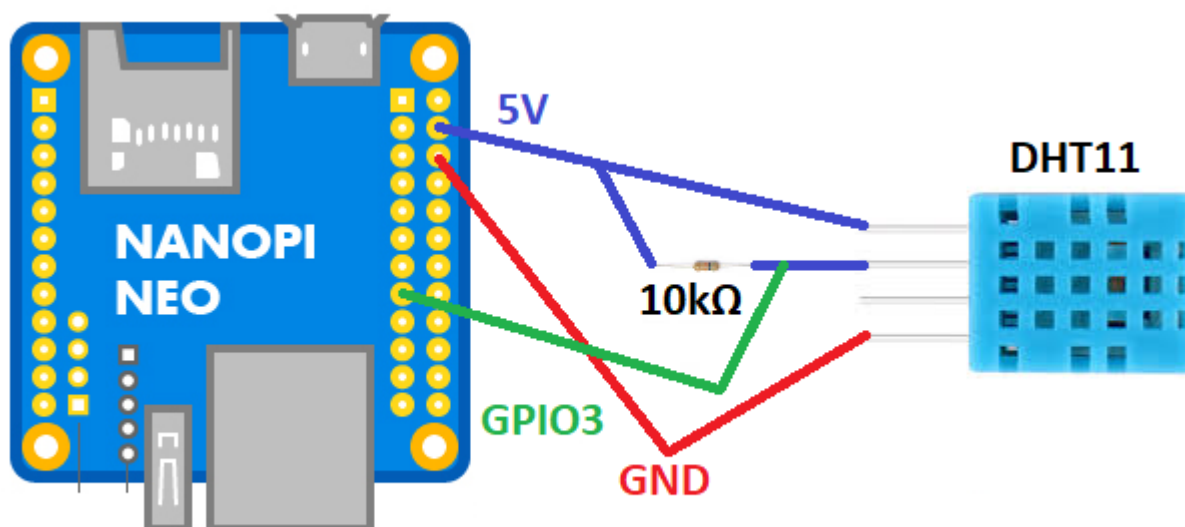 5V
DHT11
NANOPI
NEO
10kΩ
GPIO3
GND